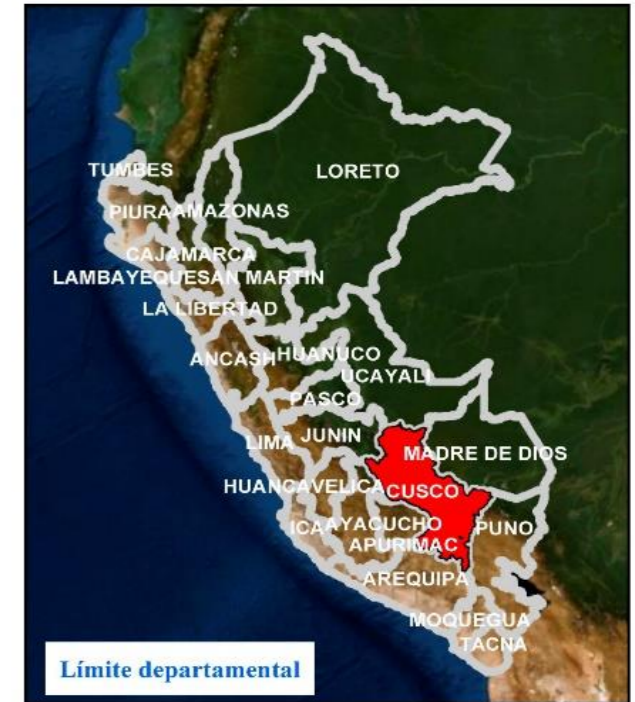 LORETO
TUMBES
PIURA
AMAZONAS
CAJAMARCA
LAMBAYEQUE
SAN MARTIN
LA LIBERTAD
ANCASH
HUANUCO
UCAYALI
PASCO
LIMA
JUNIN
MADRE DE DIOS
HUANCAVELICA
CUSCO
ICA
AYACUCHO
PUNO
APURIMAC
AREQUIPA
MOQUEGUA
TACNA
Límite departamental